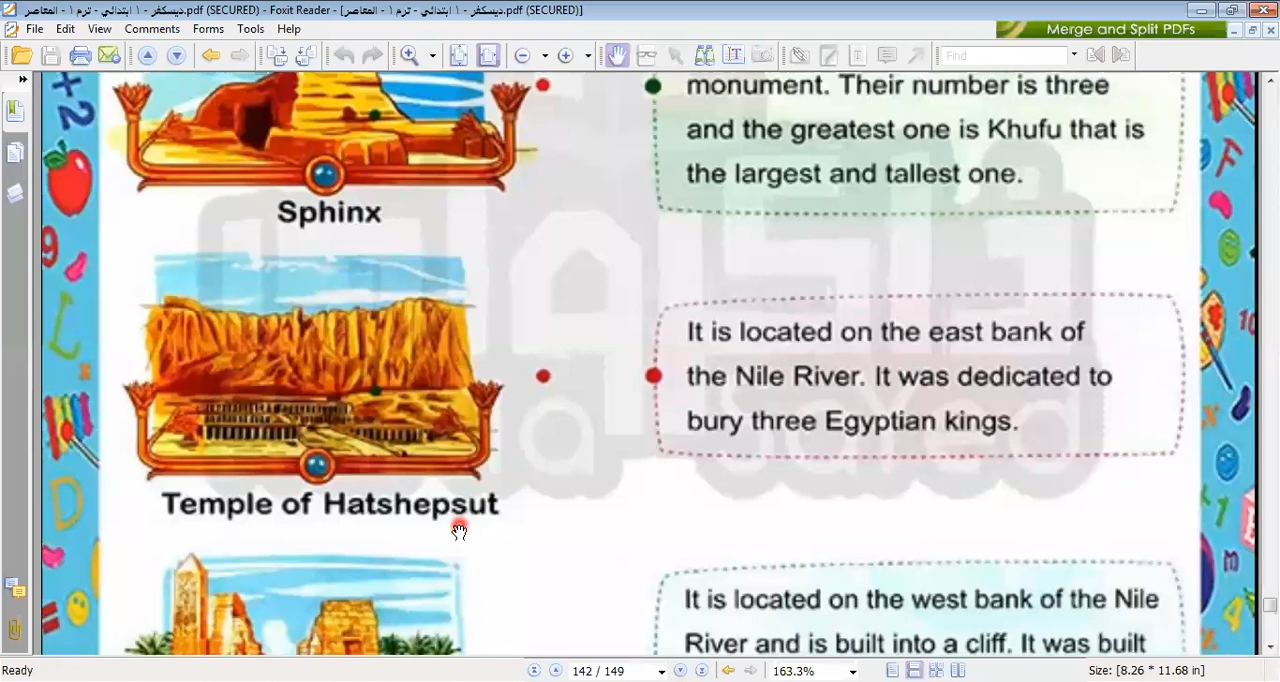 ديسكفر - ١ ابتدائي - ترم ١ - المعاصر.pdf (SECURED) - Foxit Reader - [ديسكفر - ١ ابتدائي - ترم ١ - المعاصر.pdf (SECURED)]
File Edit View Comments Forms Tools Help
Merge and Split PDFs
Find
monument. Their number is three
and the greatest one is Khufu that is
the largest and tallest one.
Sphinx
It is located on the east bank of
the Nile River. It was dedicated to
bury three Egyptian kings.
Temple of Hatshepsut
It is located on the west bank of the Nile
River and is built into a cliff. It was built
Ready
142 / 149
163.3%
Size: [8.26 * 11.68 in]